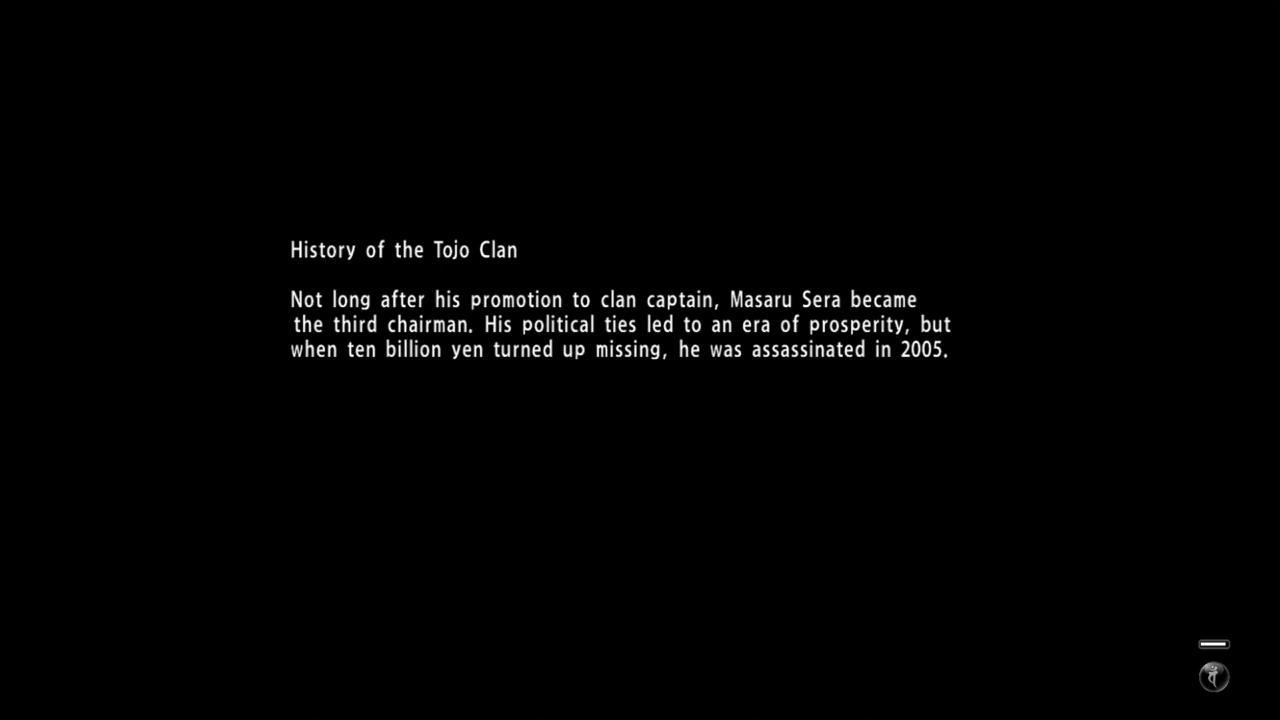 History of the Tojo Clan
Not long after his promotion to clan captain, Masaru Sera became
the third chairman. His political ties led to an era of prosperity, but
when ten billion yen turned up missing, he was assassinated in 2005.